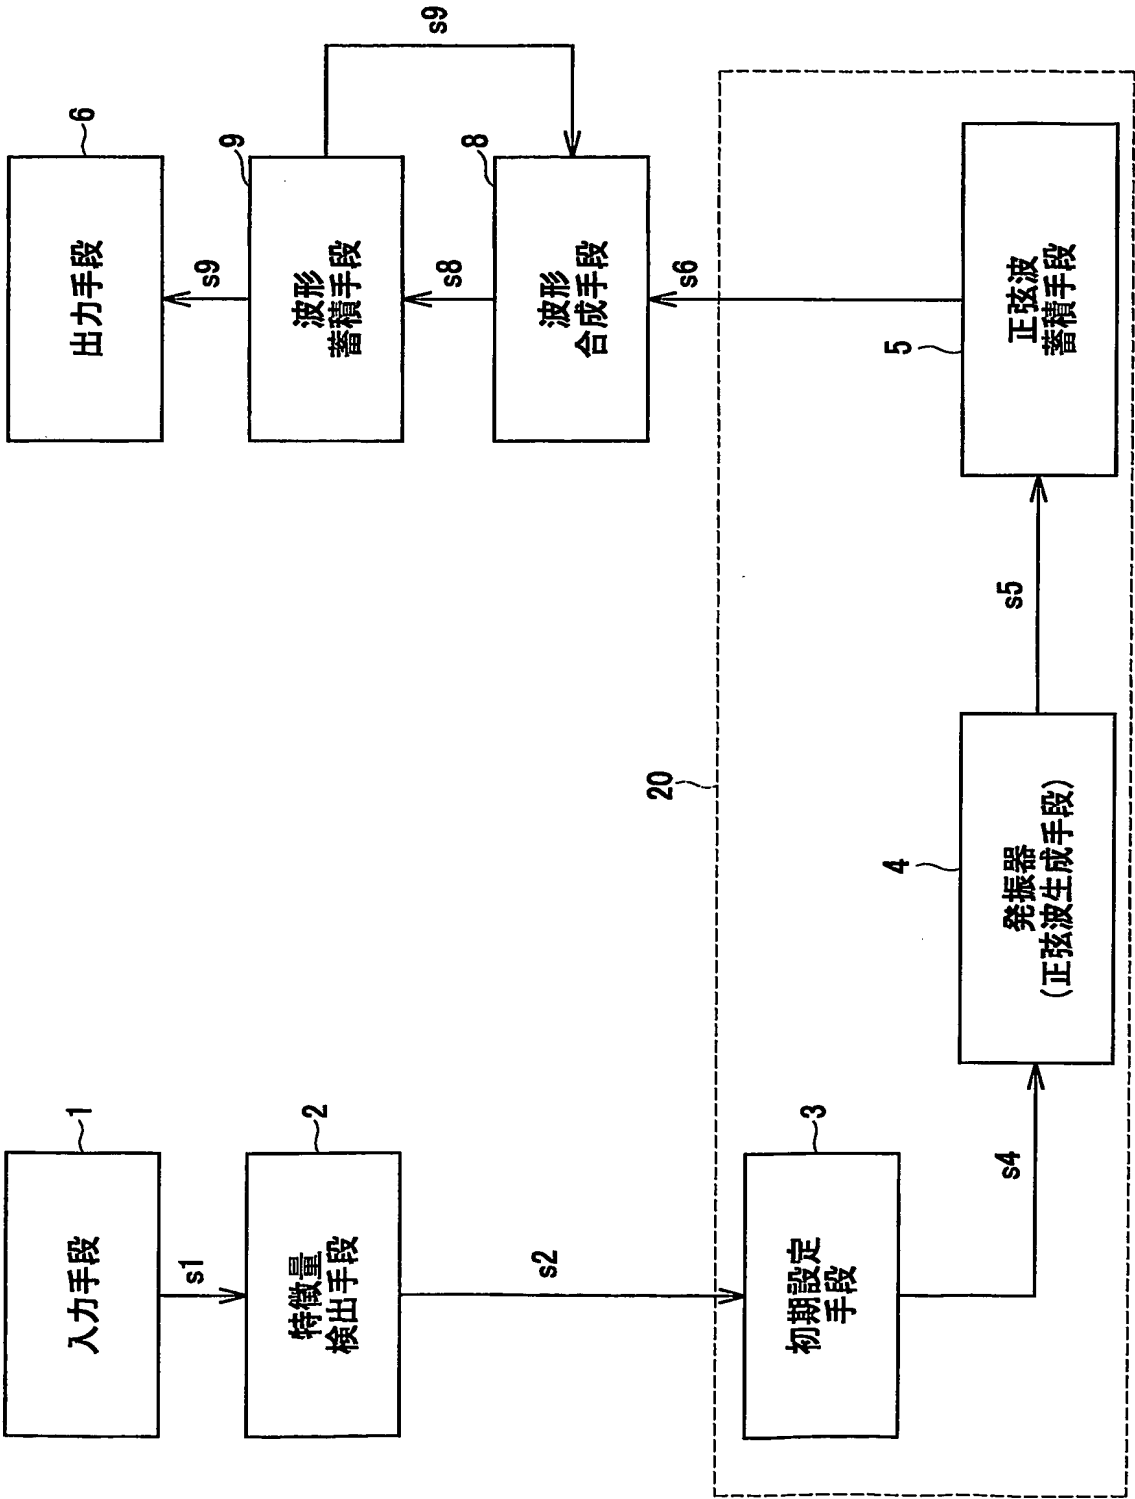 1
入力手段
s1
2
特徴量
検出手段
s2
20
3
初期設定
手段
s4
4
発振器
(正弦波生成手段)
s5
5
正弦波
蓄積手段
s6
8
波形
合成手段
s8
9
波形
蓄積手段
s9
s9
6
出力手段